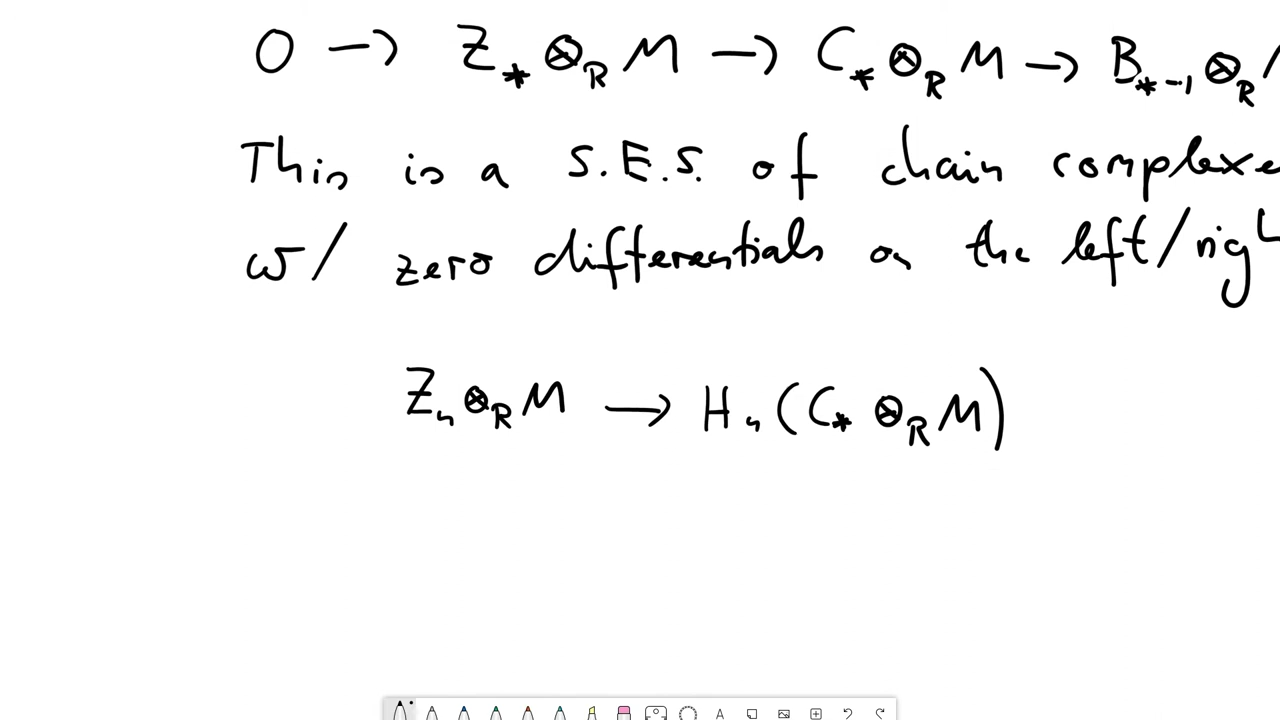 0 → Z_* ⊗_R M → C_* ⊗_R M → B_{*-1} ⊗_R
This is a S.E.S. of chain complexe
w/ zero differentials on the left/righ
Z_n ⊗_R M → H_n (C_* ⊗_R M)